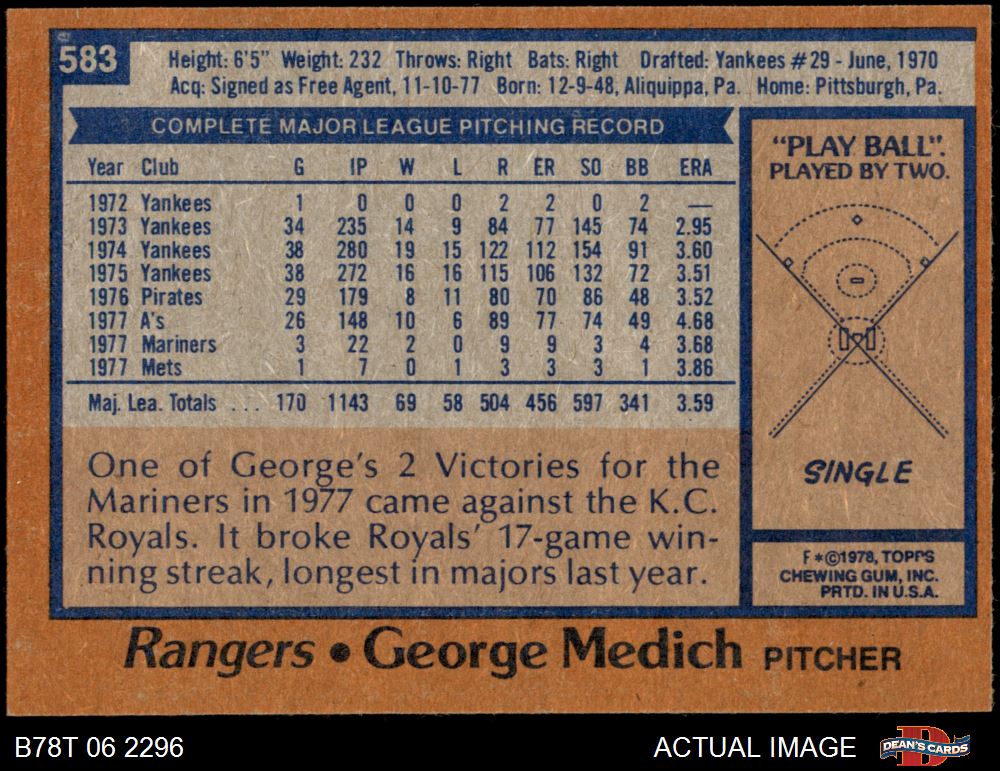 583
Height: 6'5" Weight: 232 Throws: Right Bats: Right Drafted: Yankees #29 - June, 1970
Acq: Signed as Free Agent, 11-10-77 Born: 12-9-48, Aliquippa, Pa. Home: Pittsburgh, Pa.
COMPLETE MAJOR LEAGUE PITCHING RECORD
Year Club G IP W L R ER SO BB ERA
1972 Yankees 1 0 0 0 2 2 0 2 —
1973 Yankees 34 235 14 9 84 77 145 74 2.95
1974 Yankees 38 280 19 15 122 112 154 91 3.60
1975 Yankees 38 272 16 16 115 106 132 72 3.51
1976 Pirates 29 179 8 11 80 70 86 48 3.52
1977 A's 26 148 10 6 89 77 74 49 4.68
1977 Mariners 3 22 2 0 9 9 3 4 3.68
1977 Mets 1 7 0 1 3 3 3 1 3.86
Maj. Lea. Totals ... 170 1143 69 58 504 456 597 341 3.59
One of George's 2 Victories for the
Mariners in 1977 came against the K.C.
Royals. It broke Royals' 17-game win-
ning streak, longest in majors last year.
"PLAY BALL".
PLAYED BY TWO.
SINGLE
F*©1978, TOPPS
CHEWING GUM, INC.
PRTD. IN U.S.A.
Rangers • George Medich PITCHER
B78T 06 2296 ACTUAL IMAGE DEAN'S CARDS